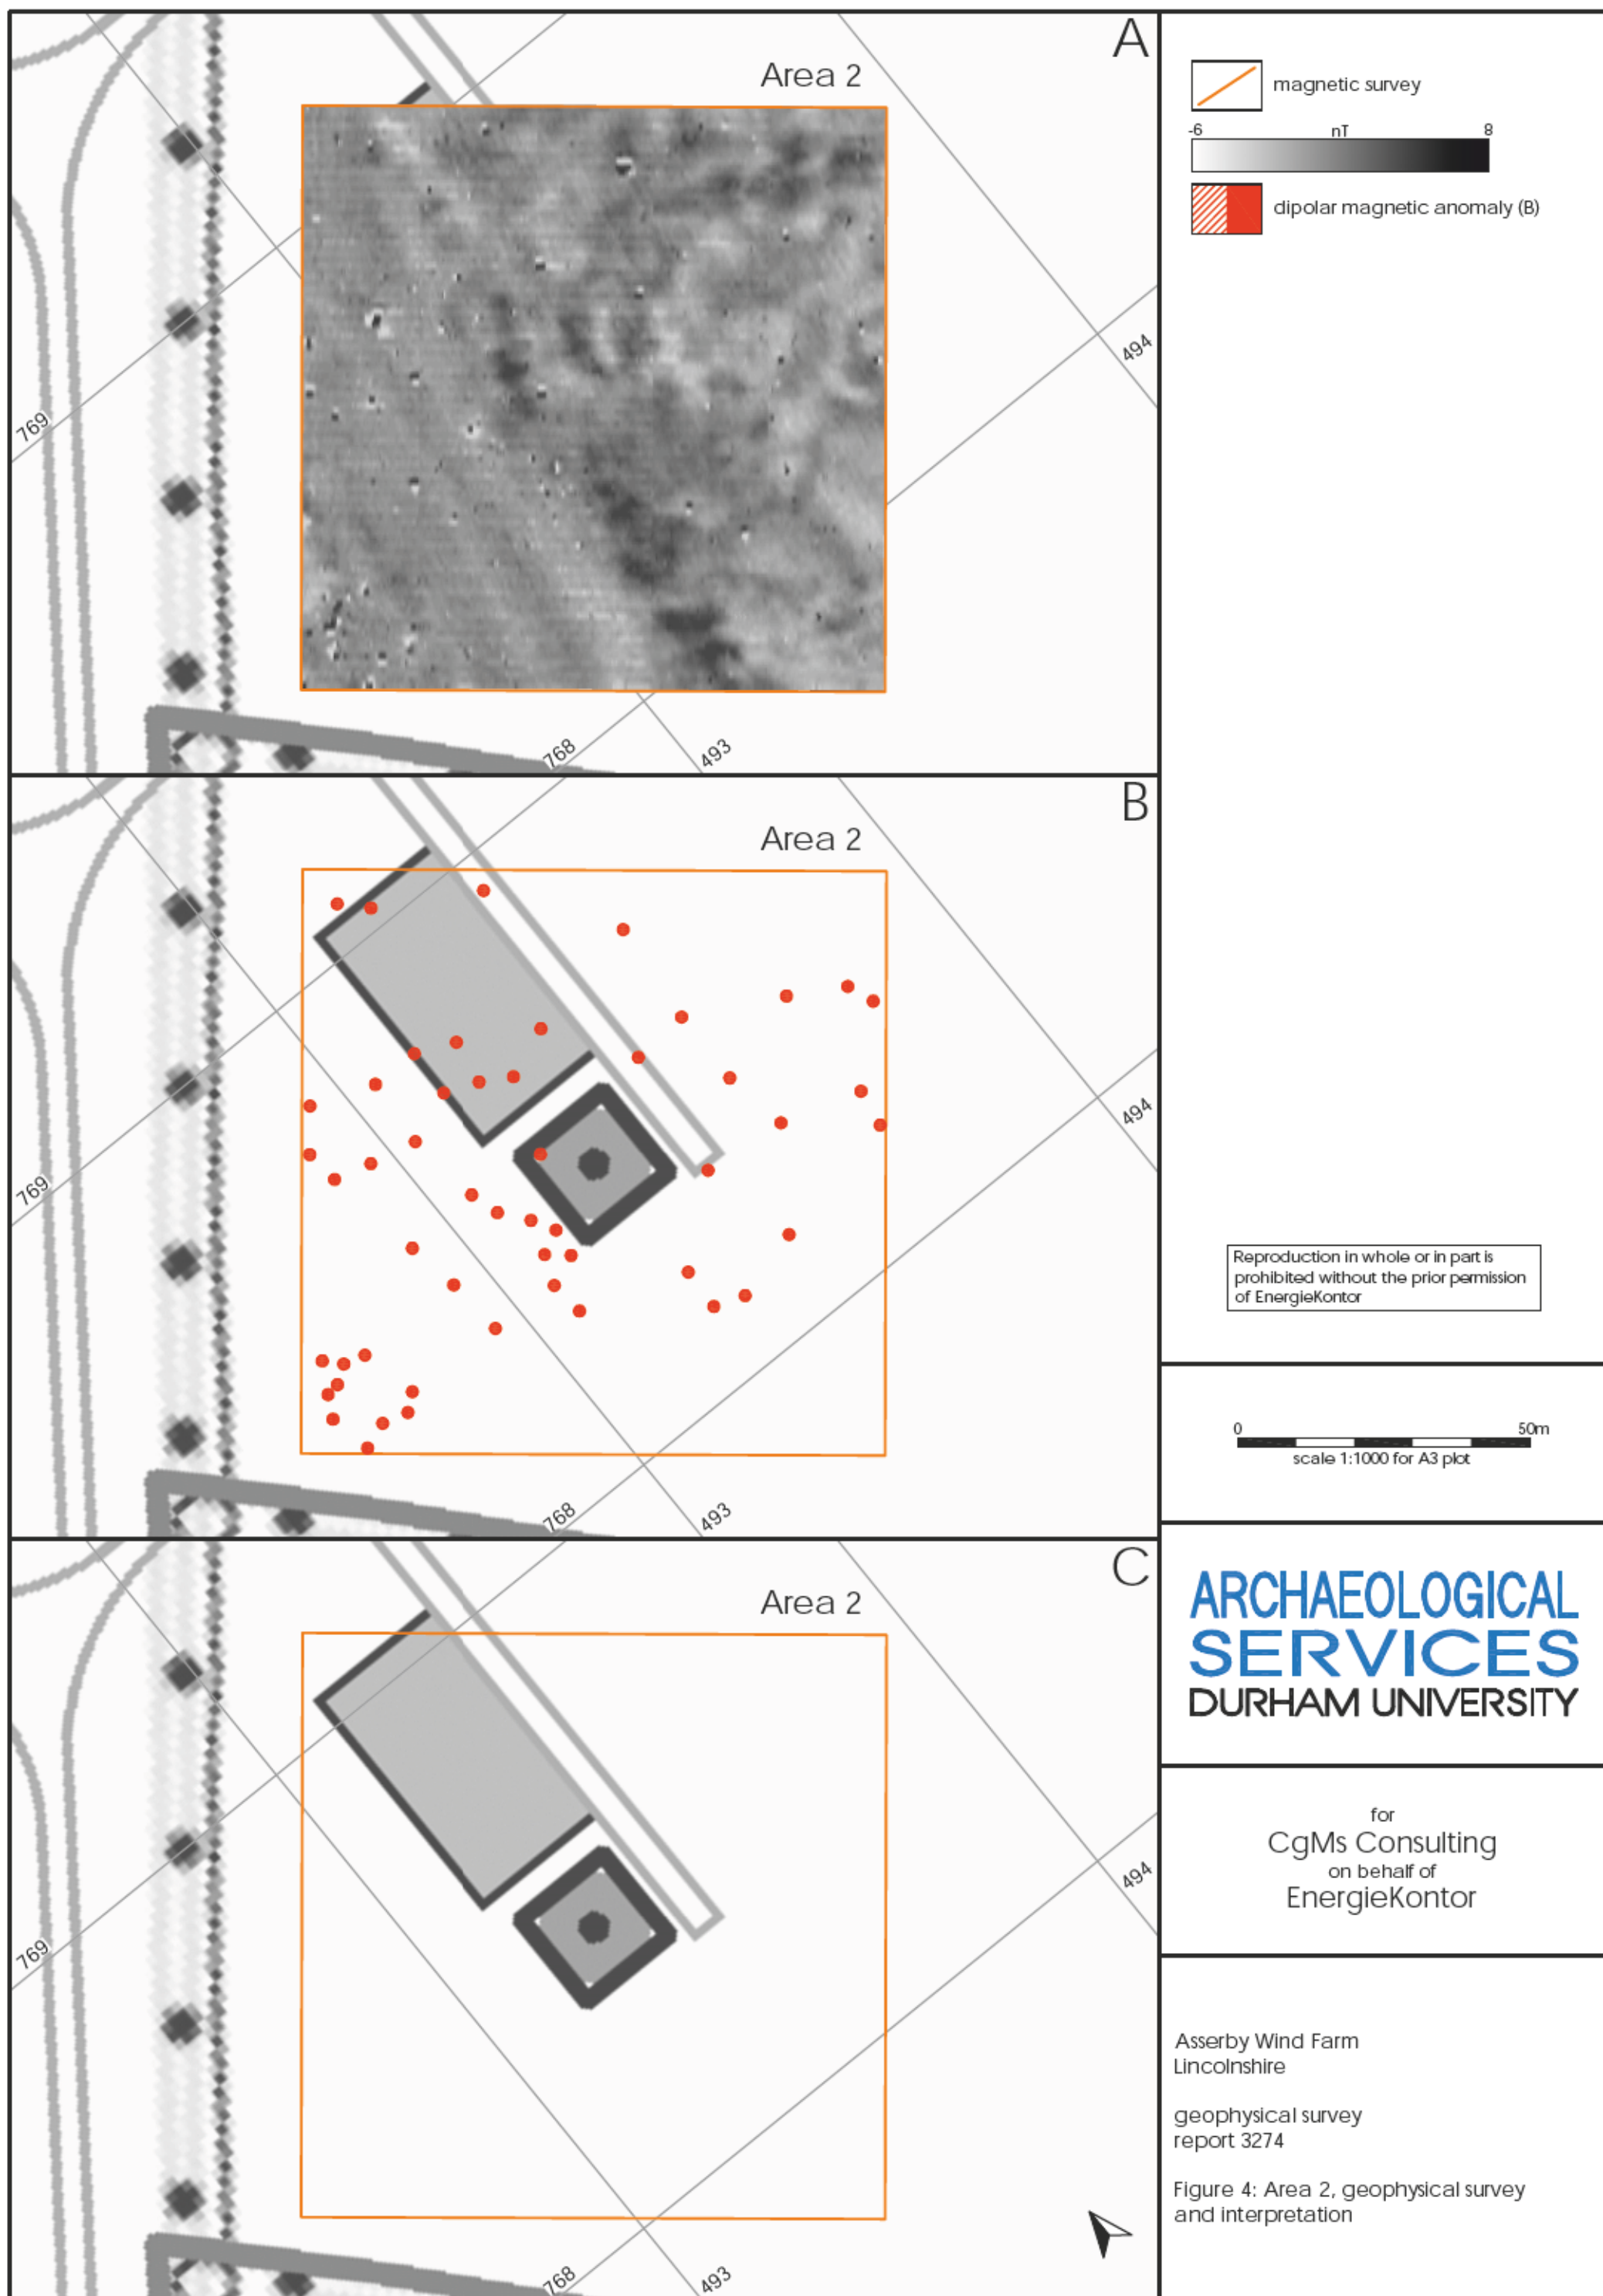 A
Area 2
494
769
768
493
B
Area 2
494
769
768
493
C
Area 2
494
769
768
493
magnetic survey
-6 nT 8
dipolar magnetic anomaly (B)
Reproduction in whole or in part is
prohibited without the prior permission
of EnergieKontor
0 50m
scale 1:1000 for A3 plot
ARCHAEOLOGICAL
SERVICES
DURHAM UNIVERSITY
for
CgMs Consulting
on behalf of
EnergieKontor
Asserby Wind Farm
Lincolnshire
geophysical survey
report 3274
Figure 4: Area 2, geophysical survey
and interpretation